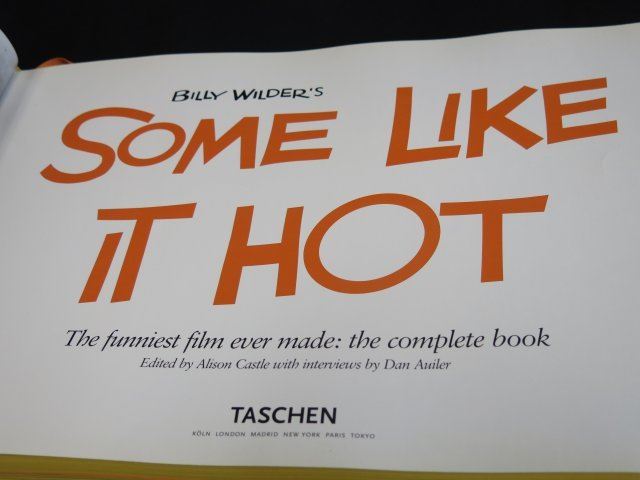 BILLY WILDER'S
SOME LIKE
IT HOT
The funniest film ever made: the complete book
Edited by Alison Castle with interviews by Dan Auiler
TASCHEN
KÖLN LONDON MADRID NEW YORK PARIS TOKYO